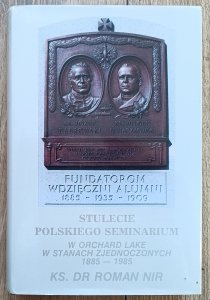 FUNDATOROM
WDZIĘCZNI ALUMNI
1885 - 1935 - 1909
STULECIE
POLSKIEGO SEMINARIUM
W ORCHARD LAKE
W STANACH ZJEDNOCZONYCH
1885 — 1985
KS. DR ROMAN NIR